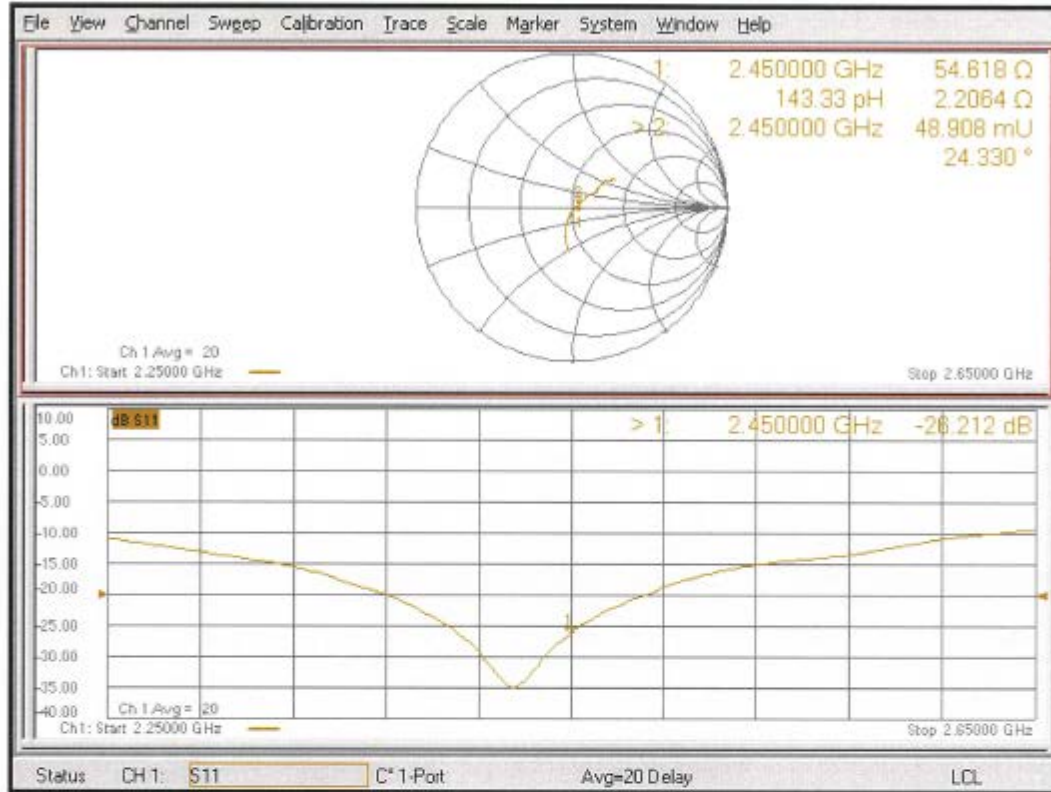 File View Channel Sweep Calibration Trace Scale Marker System Window Help
1: 2.450000 GHz 54.618 Ω
143.33 pH 2.2064 Ω
> 2: 2.450000 GHz 48.908 mU
24.330 °
Ch 1 Avg = 20
Ch1: Start 2.25000 GHz
Stop 2.65000 GHz
10.00
dB S11
> 1: 2.450000 GHz -26.212 dB
5.00
0.00
-5.00
-10.00
-15.00
-20.00
-25.00
1
-30.00
-35.00
-40.00
Ch 1 Avg = 20
Ch1: Start 2.25000 GHz
Stop 2.65000 GHz
Status CH 1: S11 C* 1-Port Avg=20 Delay LCL